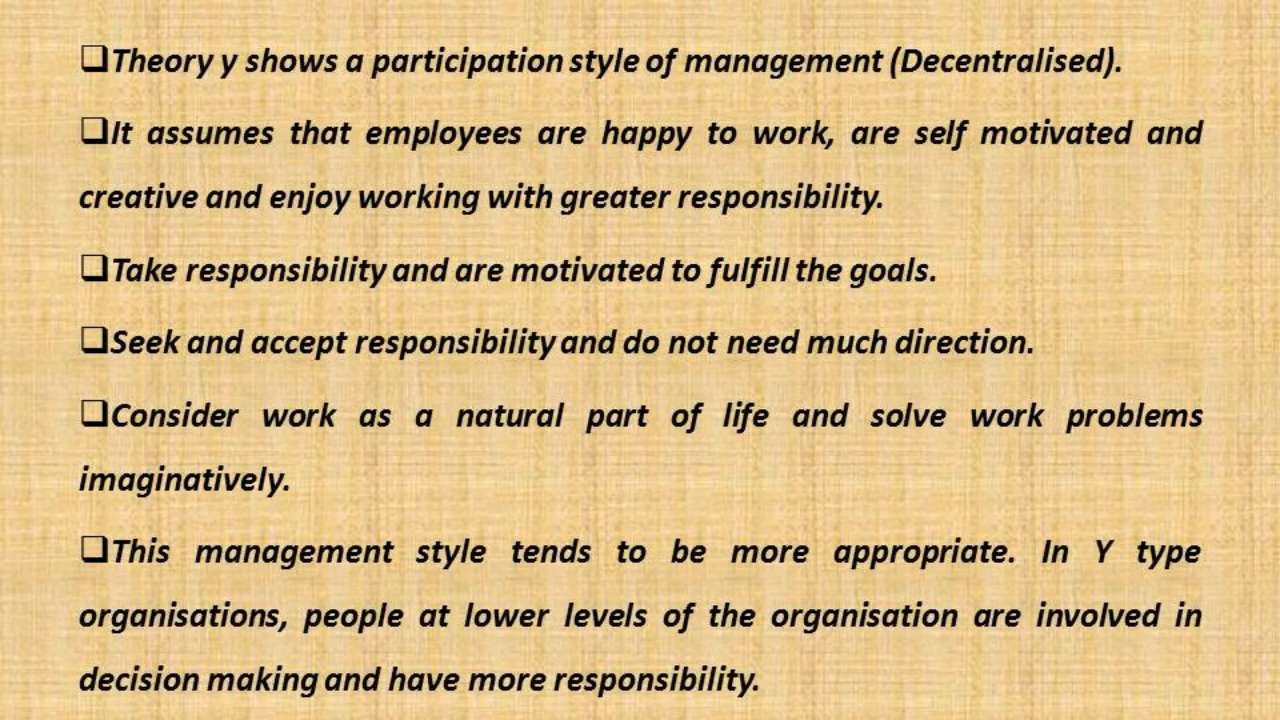 ❑Theory y shows a participation style of management (Decentralised).
❑It assumes that employees are happy to work, are self motivated and
creative and enjoy working with greater responsibility.
❑Take responsibility and are motivated to fulfill the goals.
❑Seek and accept responsibility and do not need much direction.
❑Consider work as a natural part of life and solve work problems
imaginatively.
❑This management style tends to be more appropriate. In Y type
organisations, people at lower levels of the organisation are involved in
decision making and have more responsibility.